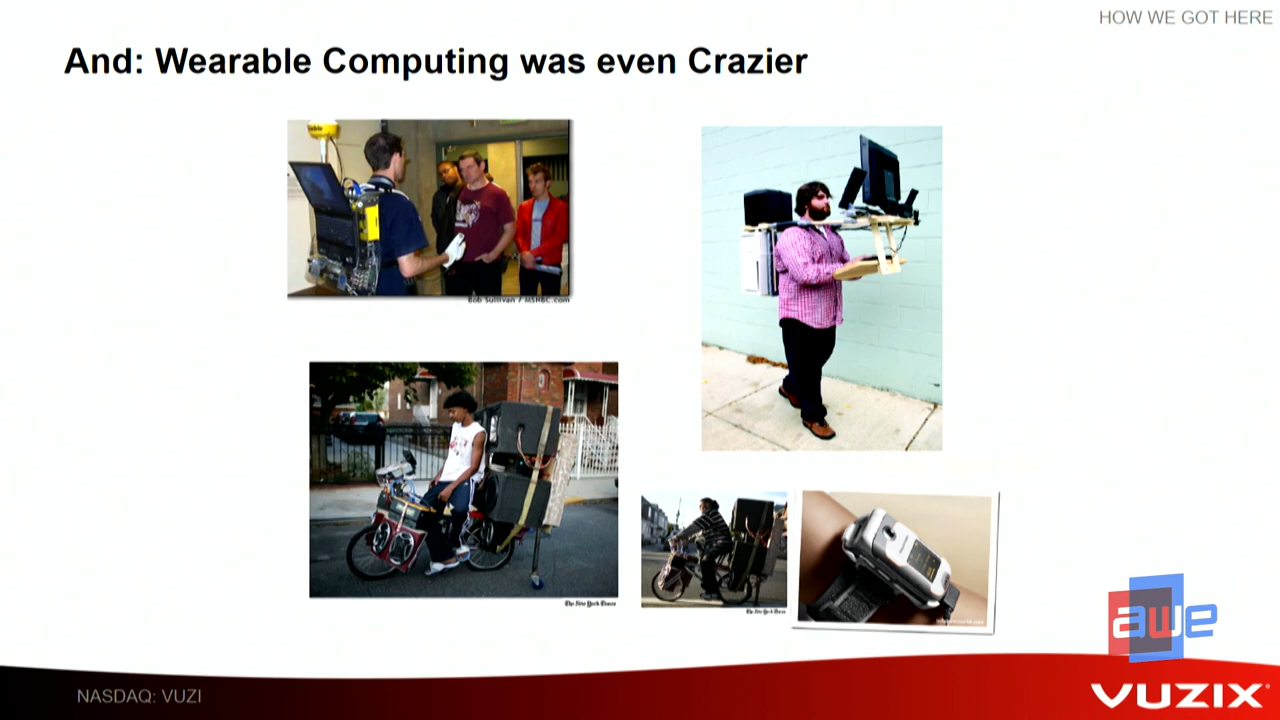 HOW WE GOT HERE
And: Wearable Computing was even Crazier
Bob Sullivan / MSNBC.com
The New York Times
The New York Times
awe
NASDAQ: VUZI
VUZIX